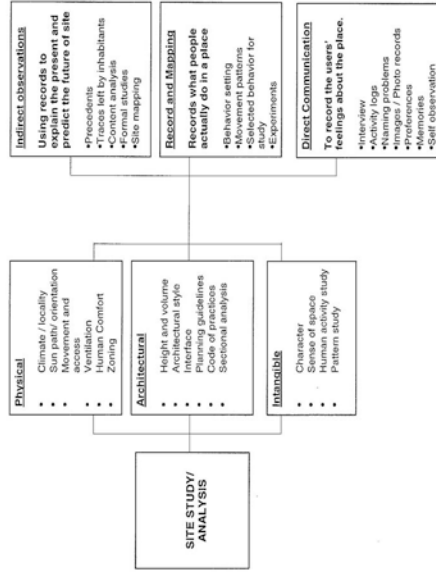 SITE STUDY/
ANALYSIS
Physical
• Climate / locality
• Sun path/ orientation
• Movement and
access
• Ventilation
• Human Comfort
• Zoning
Architectural
• Height and volume
• Architectural style
• Interface
• Planning guidelines
• Code of practices
• Sectional analysis
Intangible
• Character
• Sense of space
• Human activity study
• Pattern study
Indirect observations
Using records to
explain the present and
predict the future of site
•Precedents
•Traces left by inhabitants
•Content analysis
•Formal studies
•Site mapping
Record and Mapping
Records what people
actually do in a place
•Behavior setting
•Movement patterns
•Selected behavior for
study
•Experiments
Direct Communication
To record the users'
feelings about the place.
•Interview
•Activity logs
•Naming problems
•Images / Photo records
•Preferences
•Memories
•Self observation